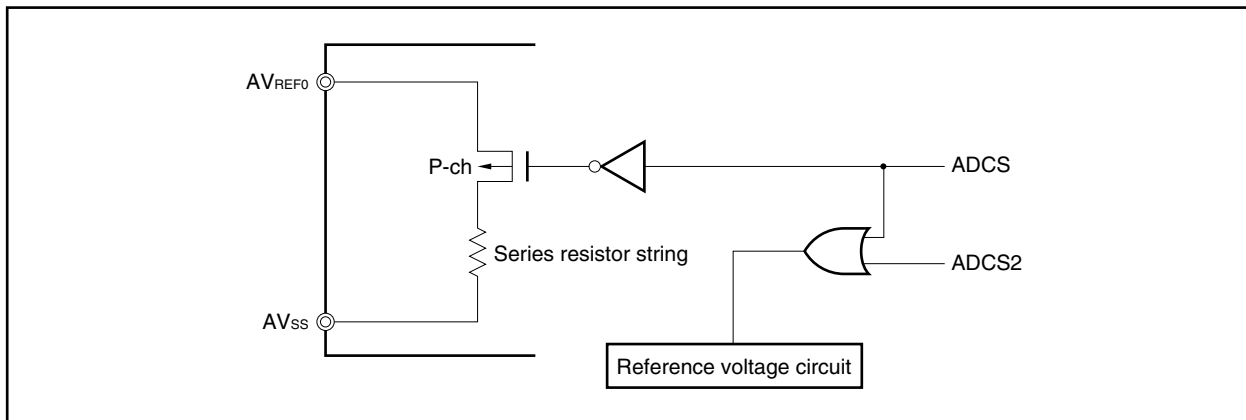 AVREF0
P-ch
ADCS
Series resistor string
ADCS2
AVSS
Reference voltage circuit